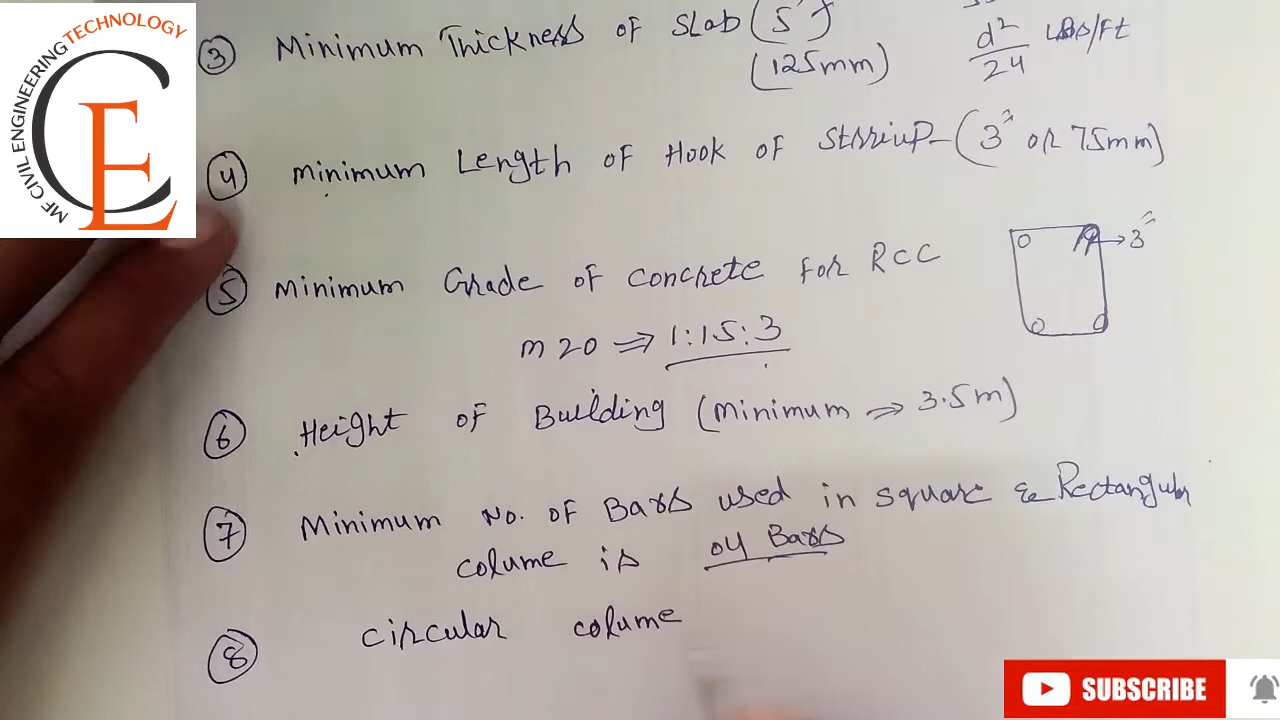 MF CIVIL ENGINEERING TECHNOLOGY
CE
③ Minimum Thickness of Slab (5")
(125mm)
d²/24 Lbs/ft
④ minimum Length of Hook of Stirrup - (3" or 75mm)
⑤ Minimum Grade of Concrete for RCC
3"
M20 ⇒ 1:1.5:3
⑥ Height of Building (minimum ⇒ 3.5m)
⑦ Minimum No. of Bars used in square & Rectangular
colume is 04 Bars
⑧ circular colume
SUBSCRIBE